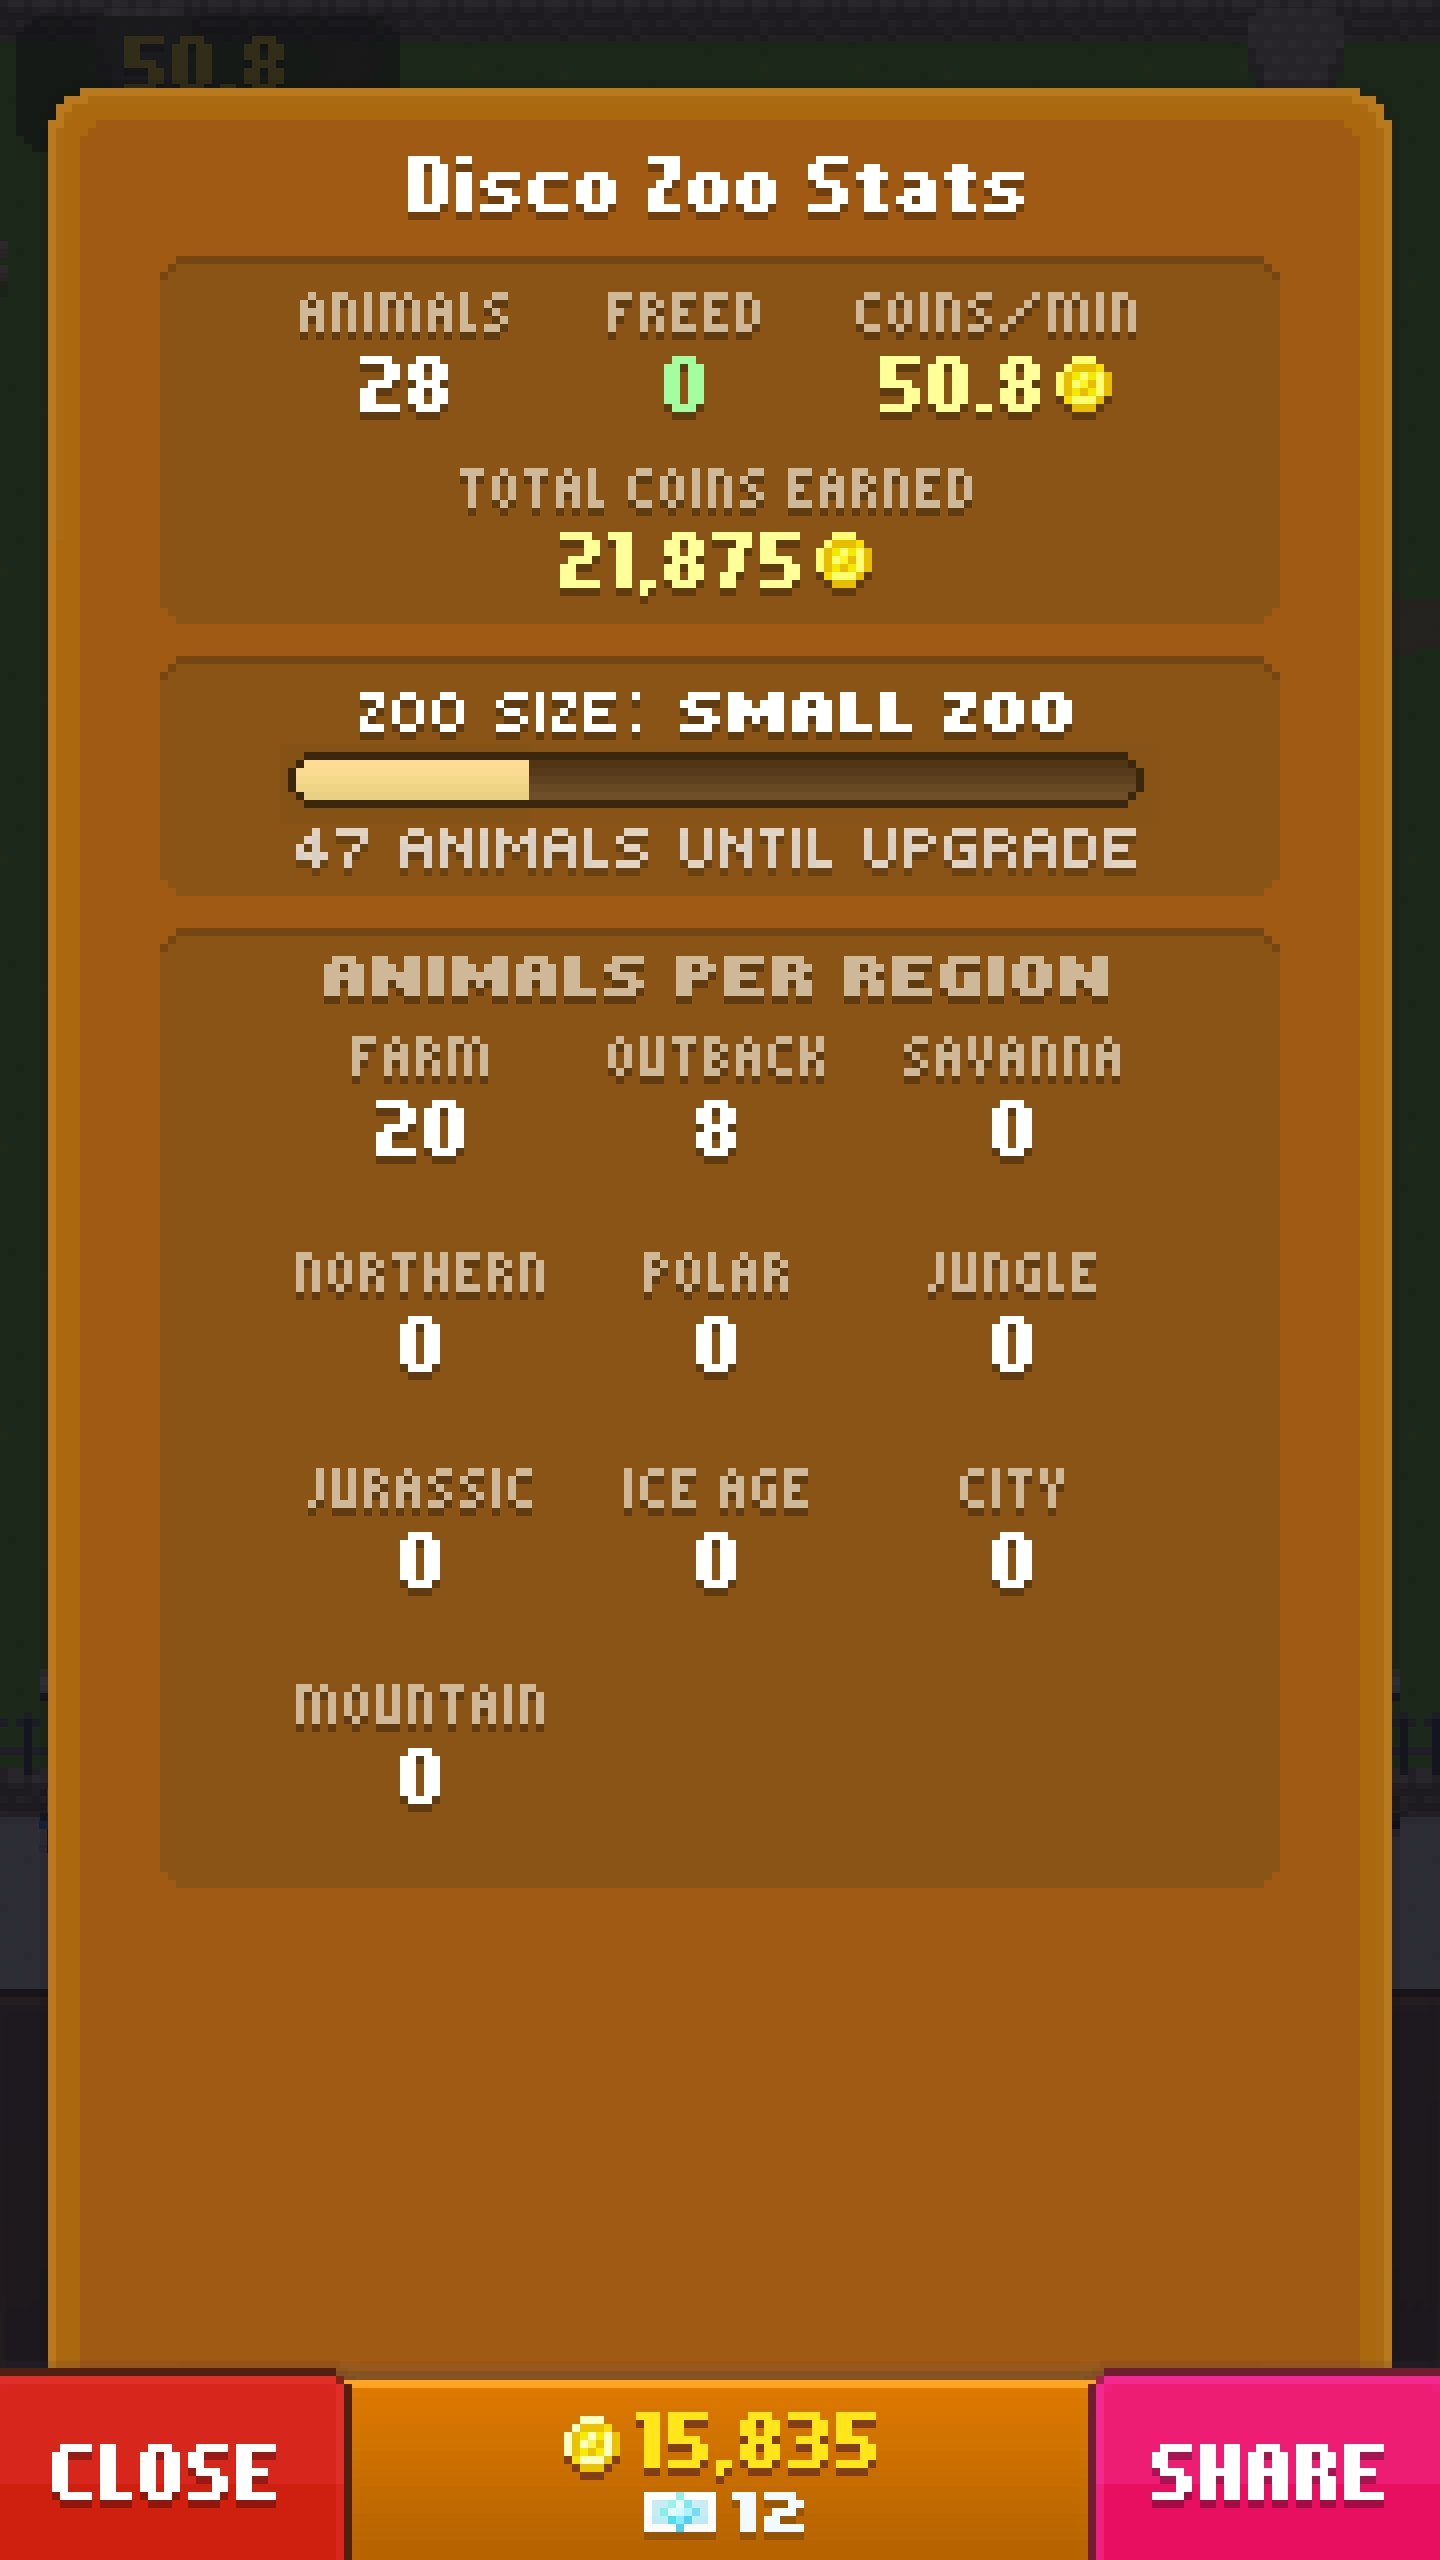 50.8
Disco Zoo Stats
ANIMALS FREED COINS/MIN
28 0 50.8
TOTAL COINS EARNED
21,875
ZOO SIZE: SMALL ZOO
47 ANIMALS UNTIL UPGRADE
ANIMALS PER REGION
FARM OUTBACK SAVANNA
20 8 0
NORTHERN POLAR JUNGLE
0 0 0
JURASSIC ICE AGE CITY
0 0 0
MOUNTAIN
0
CLOSE 15,835 SHARE
12